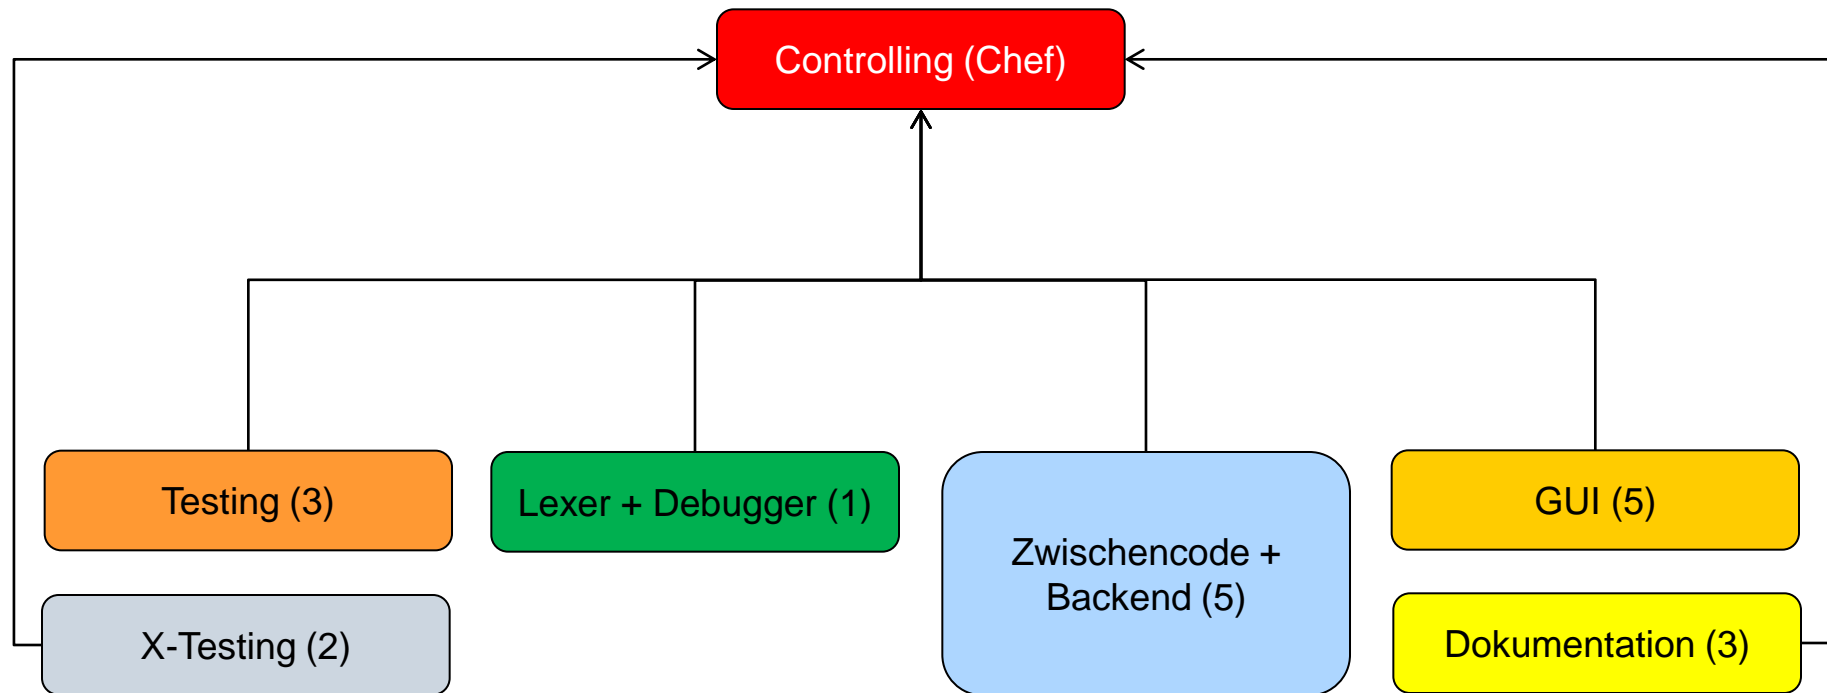 Controlling (Chef)
Testing (3)
Lexer + Debugger (1)
Zwischencode +
Backend (5)
GUI (5)
X-Testing (2)
Dokumentation (3)